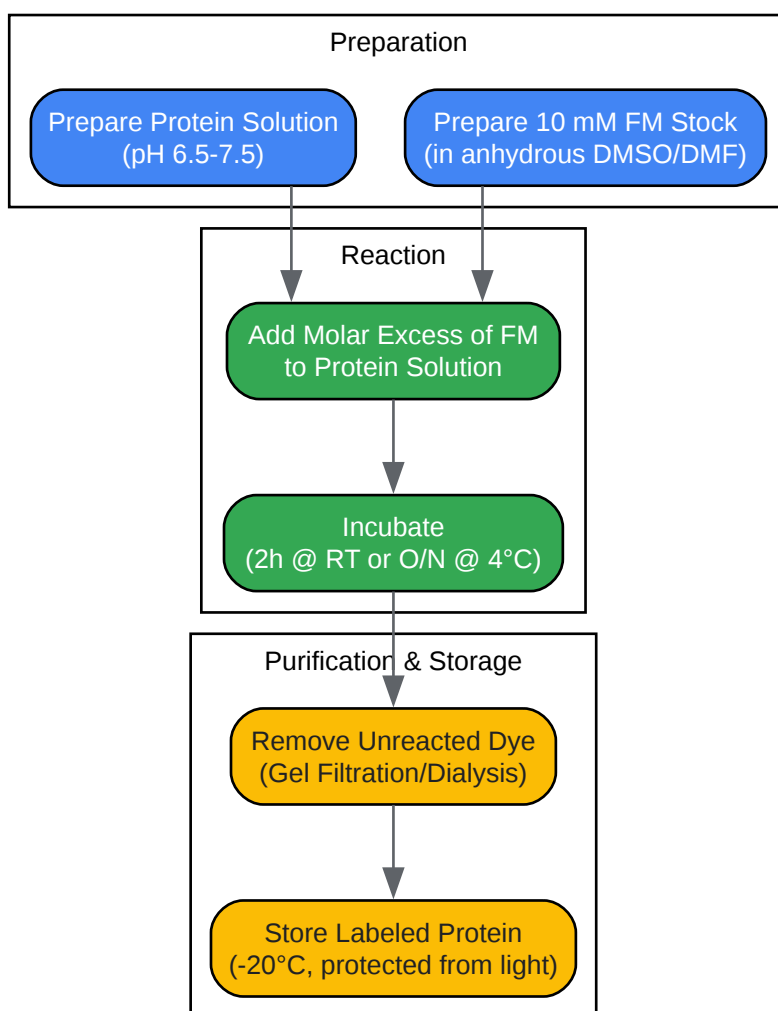 Preparation
Prepare Protein Solution
(pH 6.5-7.5)
Prepare 10 mM FM Stock
(in anhydrous DMSO/DMF)
Reaction
Add Molar Excess of FM
to Protein Solution
Incubate
(2h @ RT or O/N @ 4°C)
Purification & Storage
Remove Unreacted Dye
(Gel Filtration/Dialysis)
Store Labeled Protein
(-20°C, protected from light)